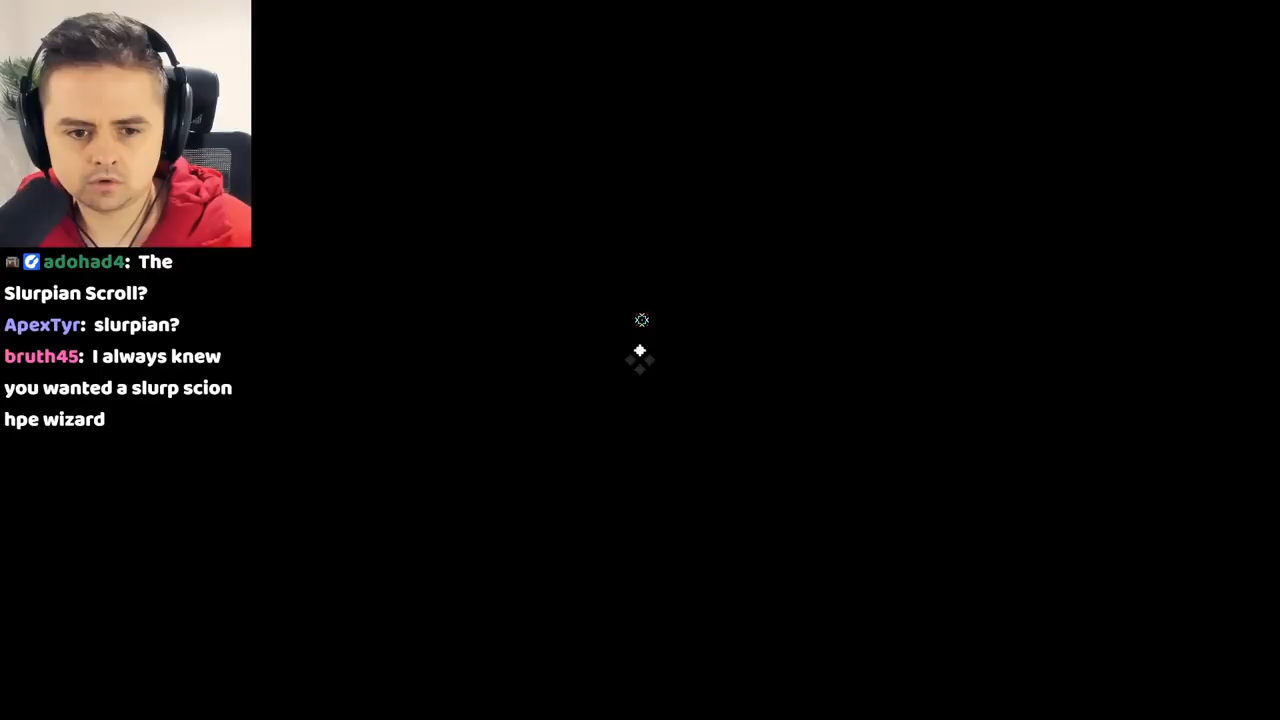 adohad4: The
Slurpian Scroll?
ApexTyr: slurpian?
bruth45: I always knew
you wanted a slurp scion
hpe wizard